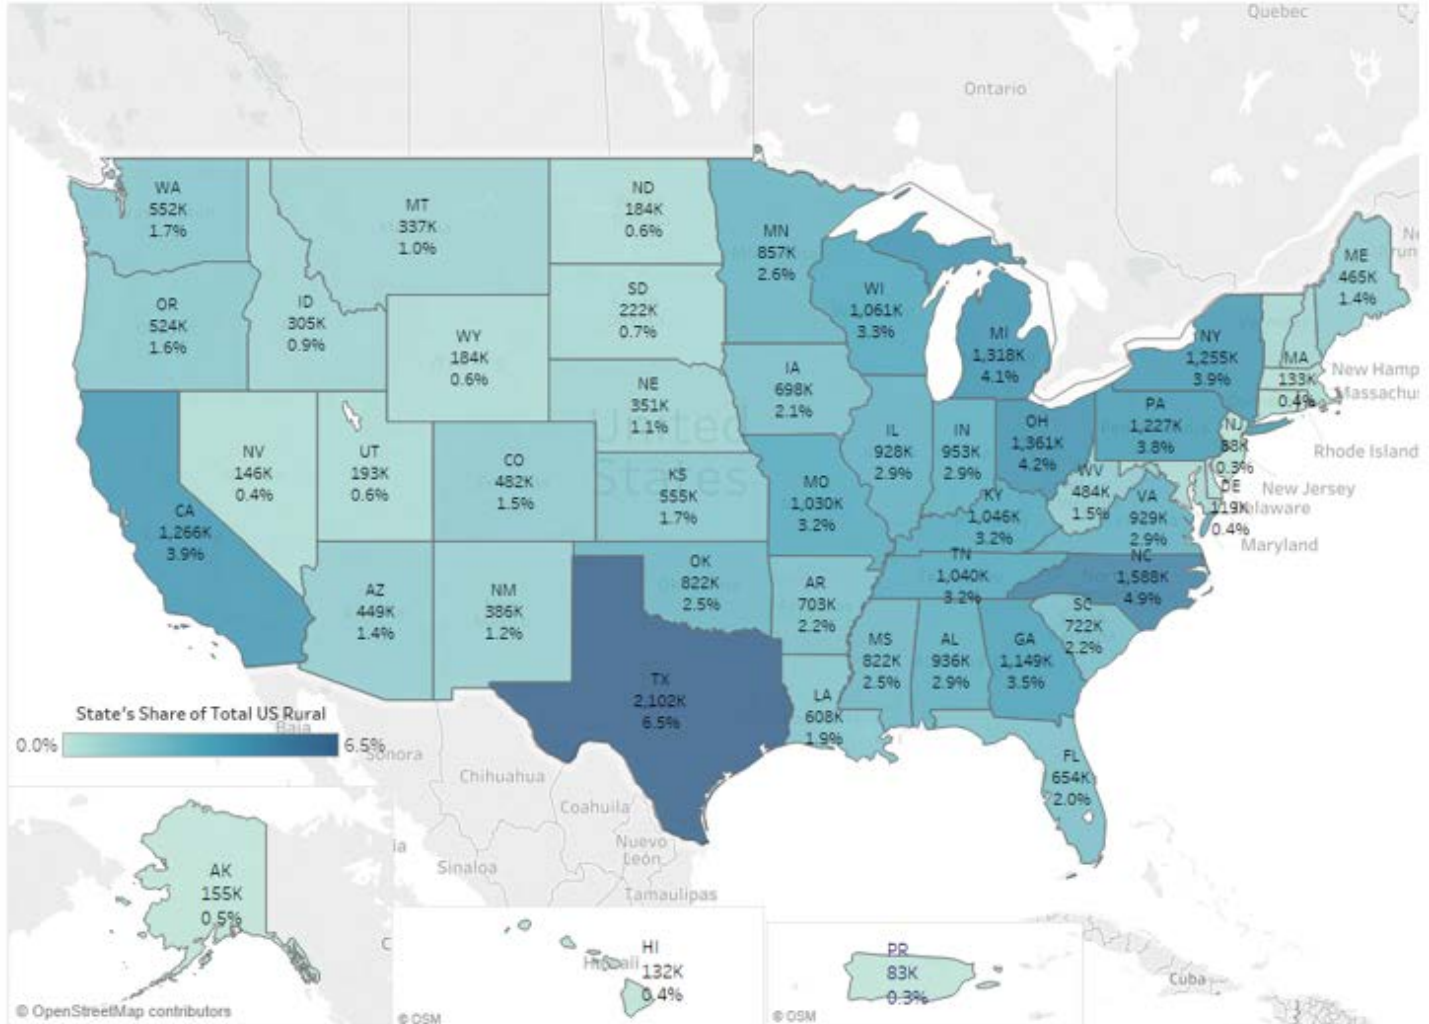 Quebec
Ontario
WA
552K
1.7%
MT
337K
1.0%
ND
184K
0.6%
MN
857K
2.6%
ME
465K
1.4%
OR
524K
1.6%
ID
305K
0.9%
WY
184K
0.6%
SD
222K
0.7%
WI
1,061K
3.3%
MI
1,318K
4.1%
NY
1,255K
3.9%
MA
133K
0.4%
New Hamp
Massachu
Rhode Island
New Jersey
Delaware
Maryland
NE
351K
1.1%
IA
698K
2.1%
United
States
NV
146K
0.4%
UT
193K
0.6%
CO
482K
1.5%
KS
555K
1.7%
MO
1,030K
3.2%
IL
928K
2.9%
IN
953K
2.9%
OH
1,361K
4.2%
PA
1,227K
3.8%
NJ
88K
0.3%
DE
119K
0.4%
WV
484K
1.5%
VA
929K
2.9%
KY
1,046K
3.2%
CA
1,266K
3.9%
AZ
449K
1.4%
NM
386K
1.2%
OK
822K
2.5%
AR
703K
2.2%
TN
1,040K
3.2%
NC
1,588K
4.9%
SC
722K
2.2%
MS
822K
2.5%
AL
936K
2.9%
GA
1,149K
3.5%
TX
2,102K
6.5%
LA
608K
1.9%
FL
654K
2.0%
State's Share of Total US Rural
0.0%
6.5%
Baja
Sonora
Chihuahua
Coahuila
Nuevo
León
Sinaloa
Tamaulipas
AK
155K
0.5%
© OpenStreetMap contributors
HI
Hawaii
132K
0.4%
© OSM
PR
83K
0.3%
© OSM
Cuba